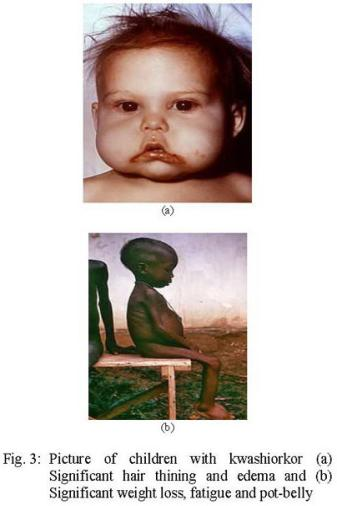 (a)
(b)
Fig. 3: Picture of children with kwashiorkor (a)
Significant hair thining and edema and (b)
Significant weight loss, fatigue and pot-belly